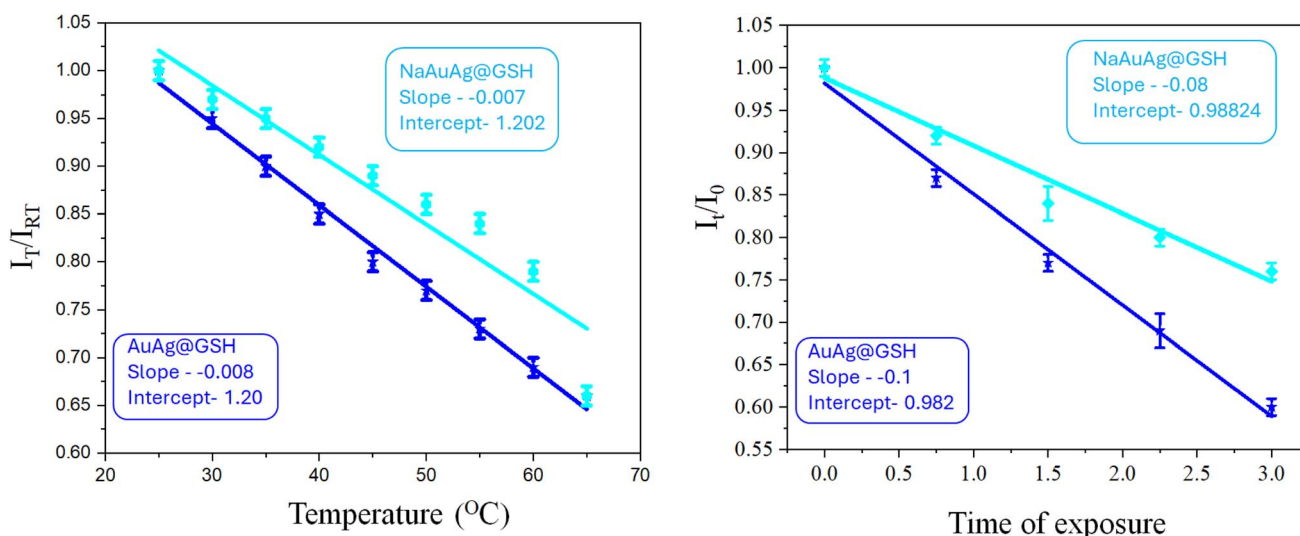 1.05
1.00
0.95
0.90
0.85
0.80
0.75
0.70
0.65
0.60
I_T/I_RT
NaAuAg@GSH
Slope - -0.007
Intercept- 1.202
AuAg@GSH
Slope - -0.008
Intercept- 1.20
20 30 40 50 60 70
Temperature (^OC)
1.05
1.00
0.95
0.90
0.85
0.80
0.75
0.70
0.65
0.60
0.55
I_t/I_0
NaAuAg@GSH
Slope - -0.08
Intercept- 0.98824
AuAg@GSH
Slope - -0.1
Intercept- 0.982
0.0 0.5 1.0 1.5 2.0 2.5 3.0
Time of exposure